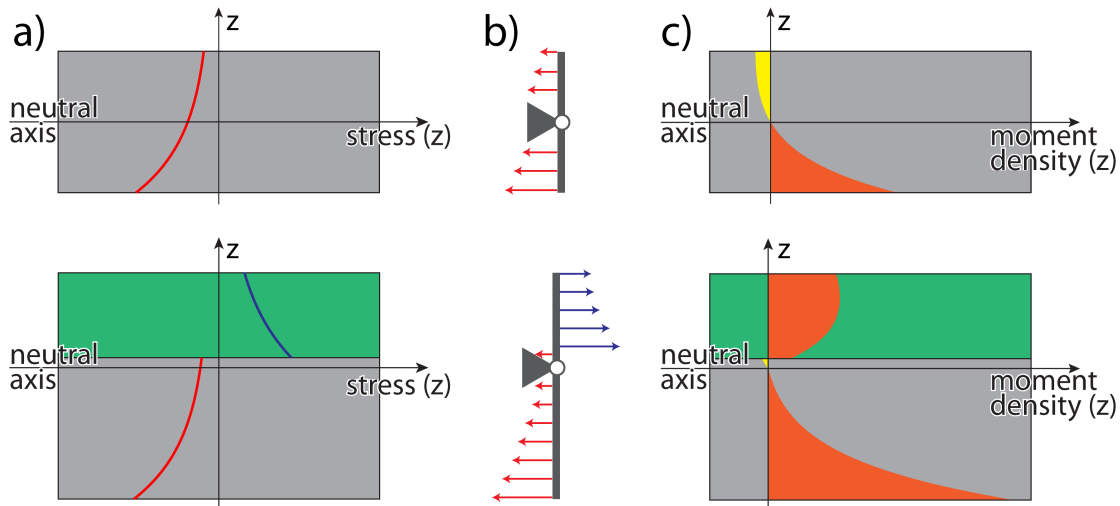 a)
z
neutral
axis
stress (z)
b)
c)
z
neutral
axis
moment
density (z)
z
neutral
axis
stress (z)
z
neutral
axis
moment
density (z)